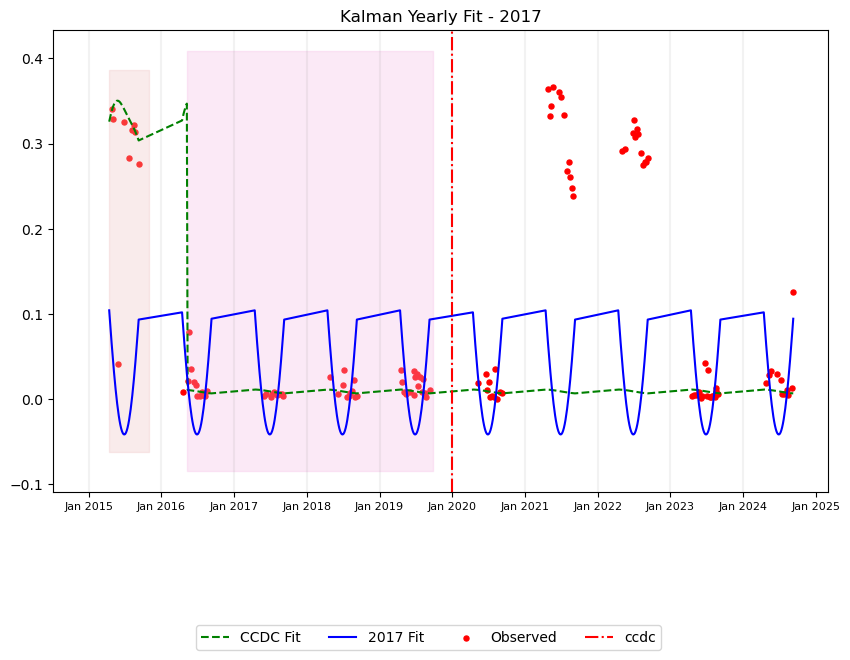 Kalman Yearly Fit - 2017
0.4
0.3
0.2
0.1
0.0
−0.1
Jan 2015 Jan 2016 Jan 2017 Jan 2018 Jan 2019 Jan 2020 Jan 2021 Jan 2022 Jan 2023 Jan 2024 Jan 2025
CCDC Fit 2017 Fit Observed ccdc